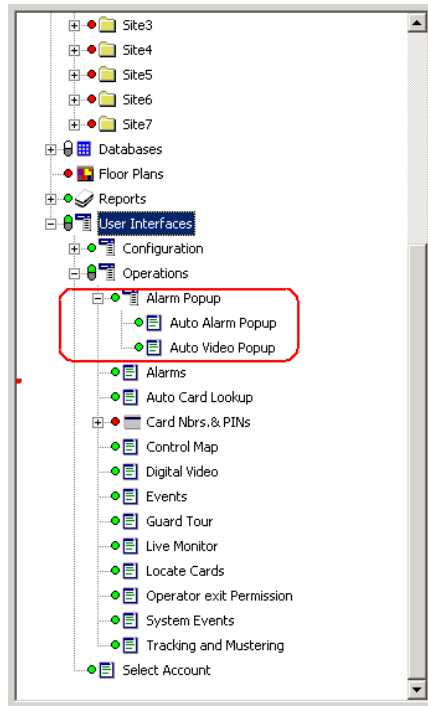 Site3
Site4
Site5
Site6
Site7
Databases
Floor Plans
Reports
User Interfaces
Configuration
Operations
Alarm Popup
Auto Alarm Popup
Auto Video Popup
Alarms
Auto Card Lookup
Card Nbrs.& PINs
Control Map
Digital Video
Events
Guard Tour
Live Monitor
Locate Cards
Operator exit Permission
System Events
Tracking and Mustering
Select Account